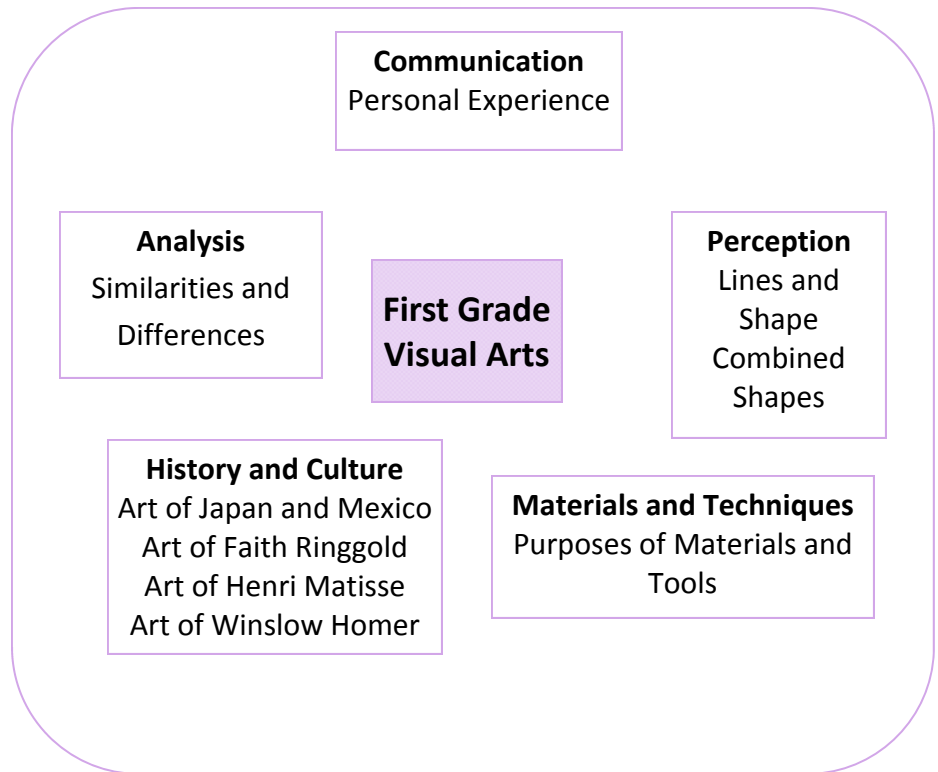 Communication
Personal Experience
Analysis
Similarities and
Differences
First Grade
Visual Arts
Perception
Lines and
Shape
Combined
Shapes
History and Culture
Art of Japan and Mexico
Art of Faith Ringgold
Art of Henri Matisse
Art of Winslow Homer
Materials and Techniques
Purposes of Materials and
Tools